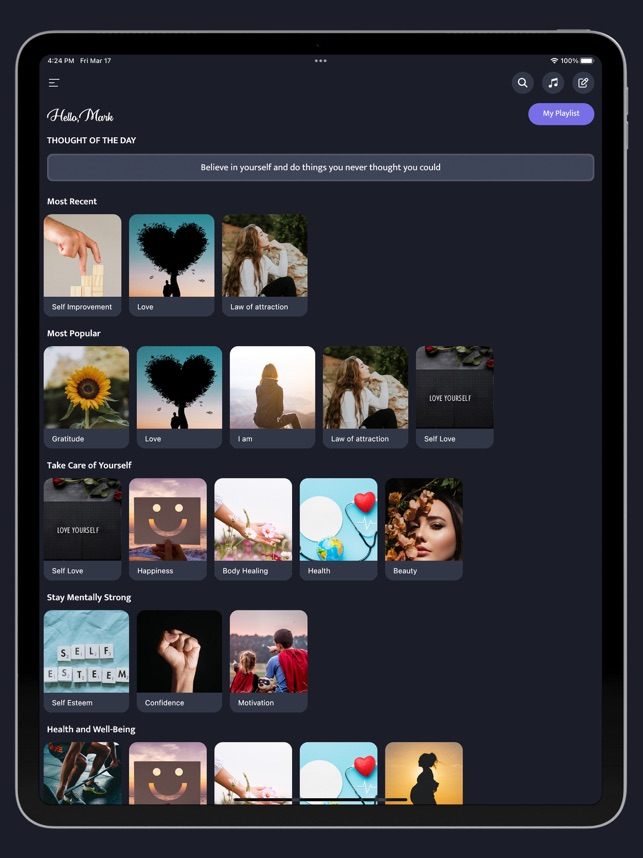 4:24 PM Fri Mar 17
100%
Hello, Mark
My Playlist
THOUGHT OF THE DAY
Believe in yourself and do things you never thought you could
Most Recent
Self Improvement
Love
Law of attraction
Most Popular
LOVE YOURSELF
Gratitude
Love
I am
Law of attraction
Self Love
Take Care of Yourself
LOVE YOURSELF
Self Love
Happiness
Body Healing
Health
Beauty
Stay Mentally Strong
SELF
ESTEEM
Self Esteem
Confidence
Motivation
Health and Well-Being